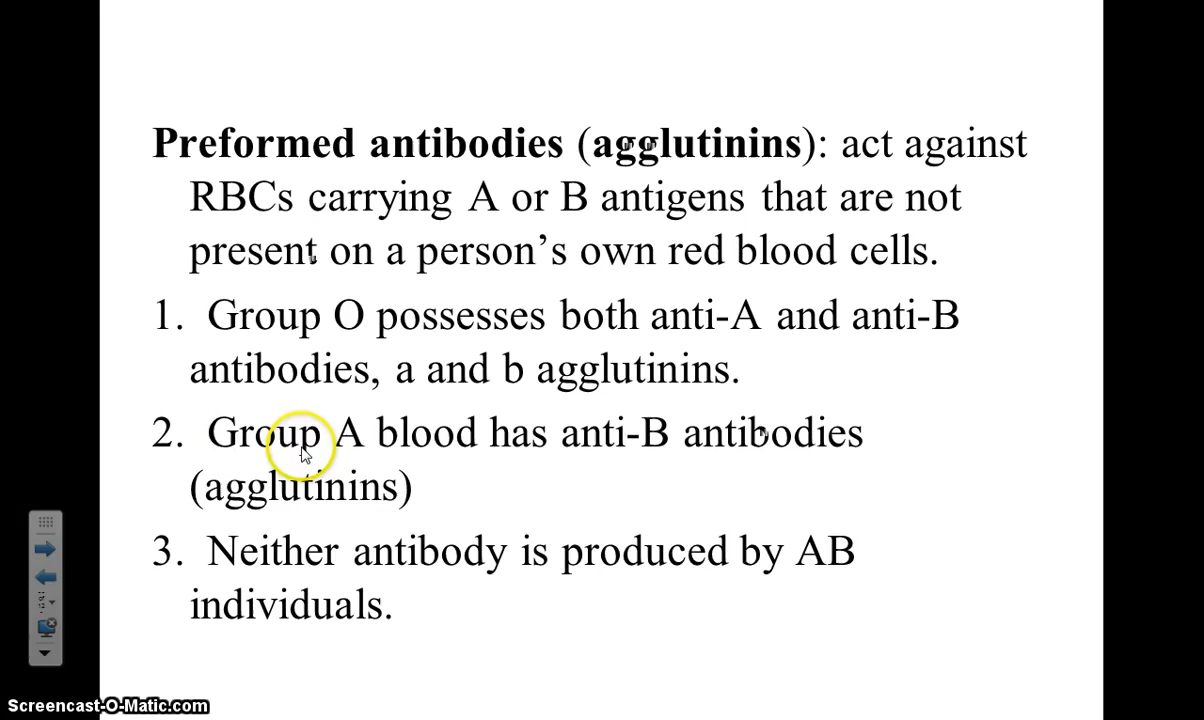 Preformed antibodies (agglutinins): act against
RBCs carrying A or B antigens that are not
present on a person's own red blood cells.
1. Group O possesses both anti-A and anti-B
antibodies, a and b agglutinins.
2. Group A blood has anti-B antibodies
(agglutinins)
3. Neither antibody is produced by AB
individuals.
Screencast-O-Matic.com